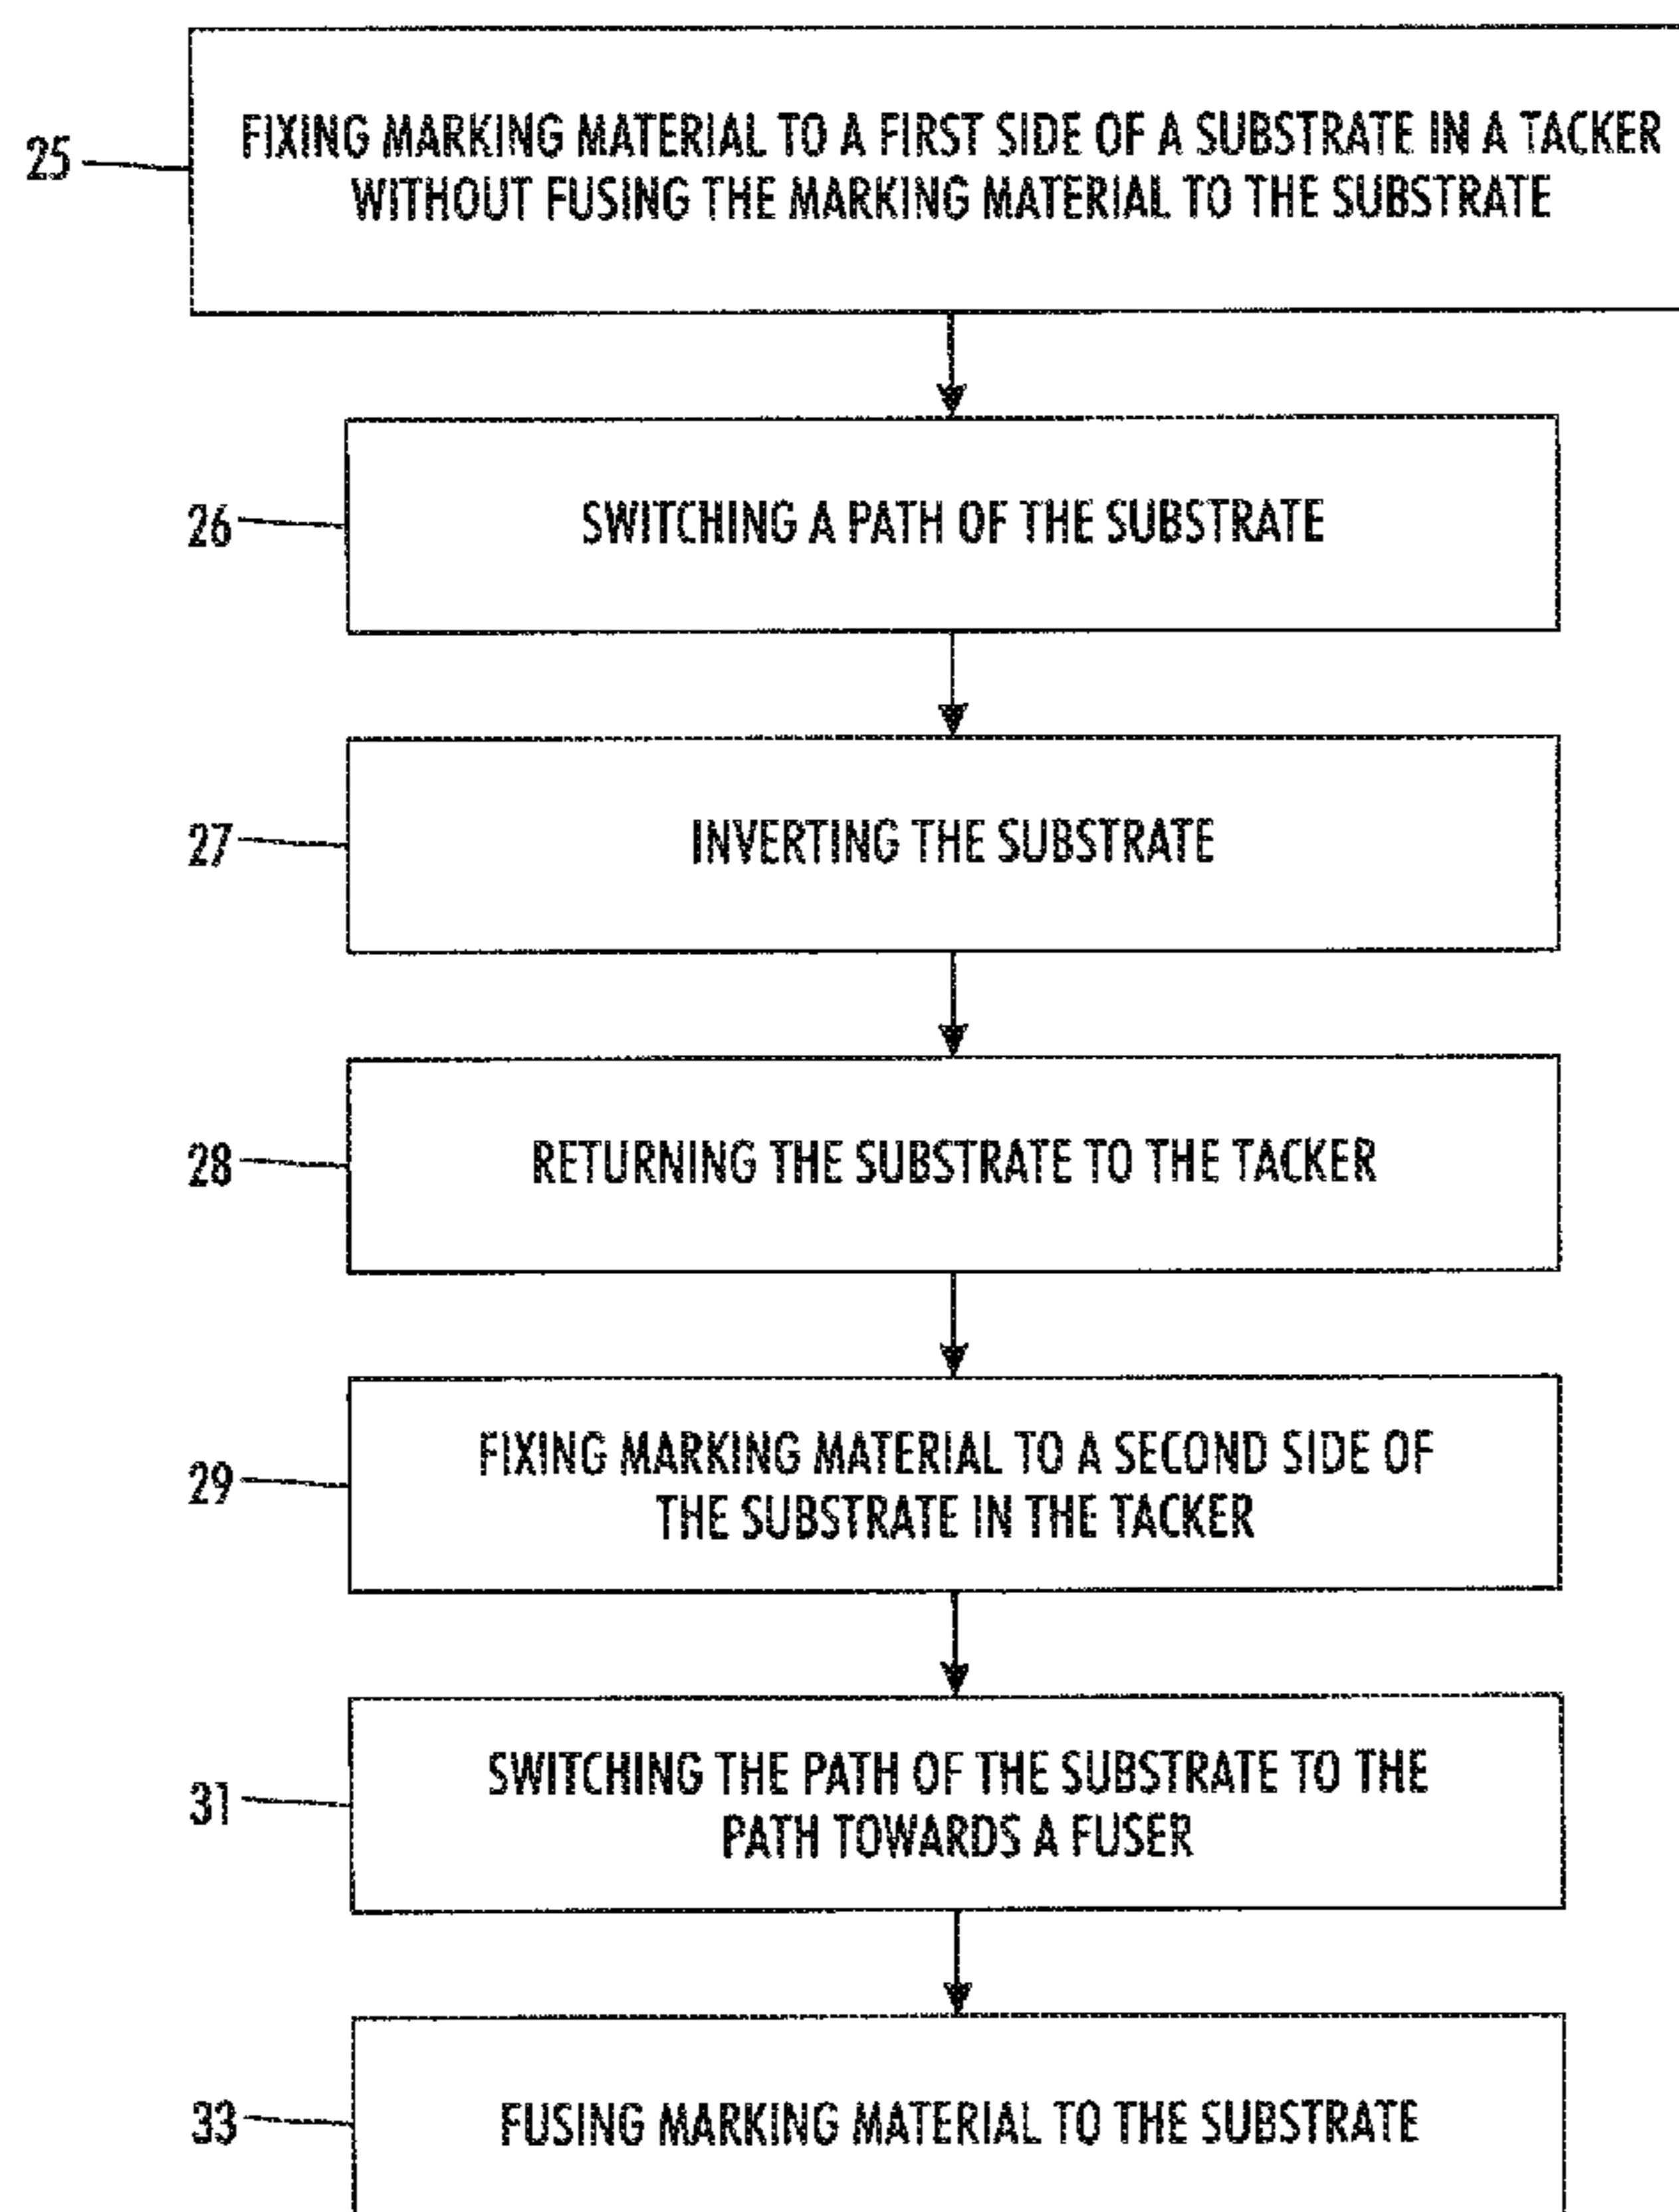 25
FIXING MARKING MATERIAL TO A FIRST SIDE OF A SUBSTRATE IN A TACKER
WITHOUT FUSING THE MARKING MATERIAL TO THE SUBSTRATE
26
SWITCHING A PATH OF THE SUBSTRATE
27
INVERTING THE SUBSTRATE
28
RETURNING THE SUBSTRATE TO THE TACKER
29
FIXING MARKING MATERIAL TO A SECOND SIDE OF
THE SUBSTRATE IN THE TACKER
31
SWITCHING THE PATH OF THE SUBSTRATE TO THE
PATH TOWARDS A FUSER
33
FUSING MARKING MATERIAL TO THE SUBSTRATE